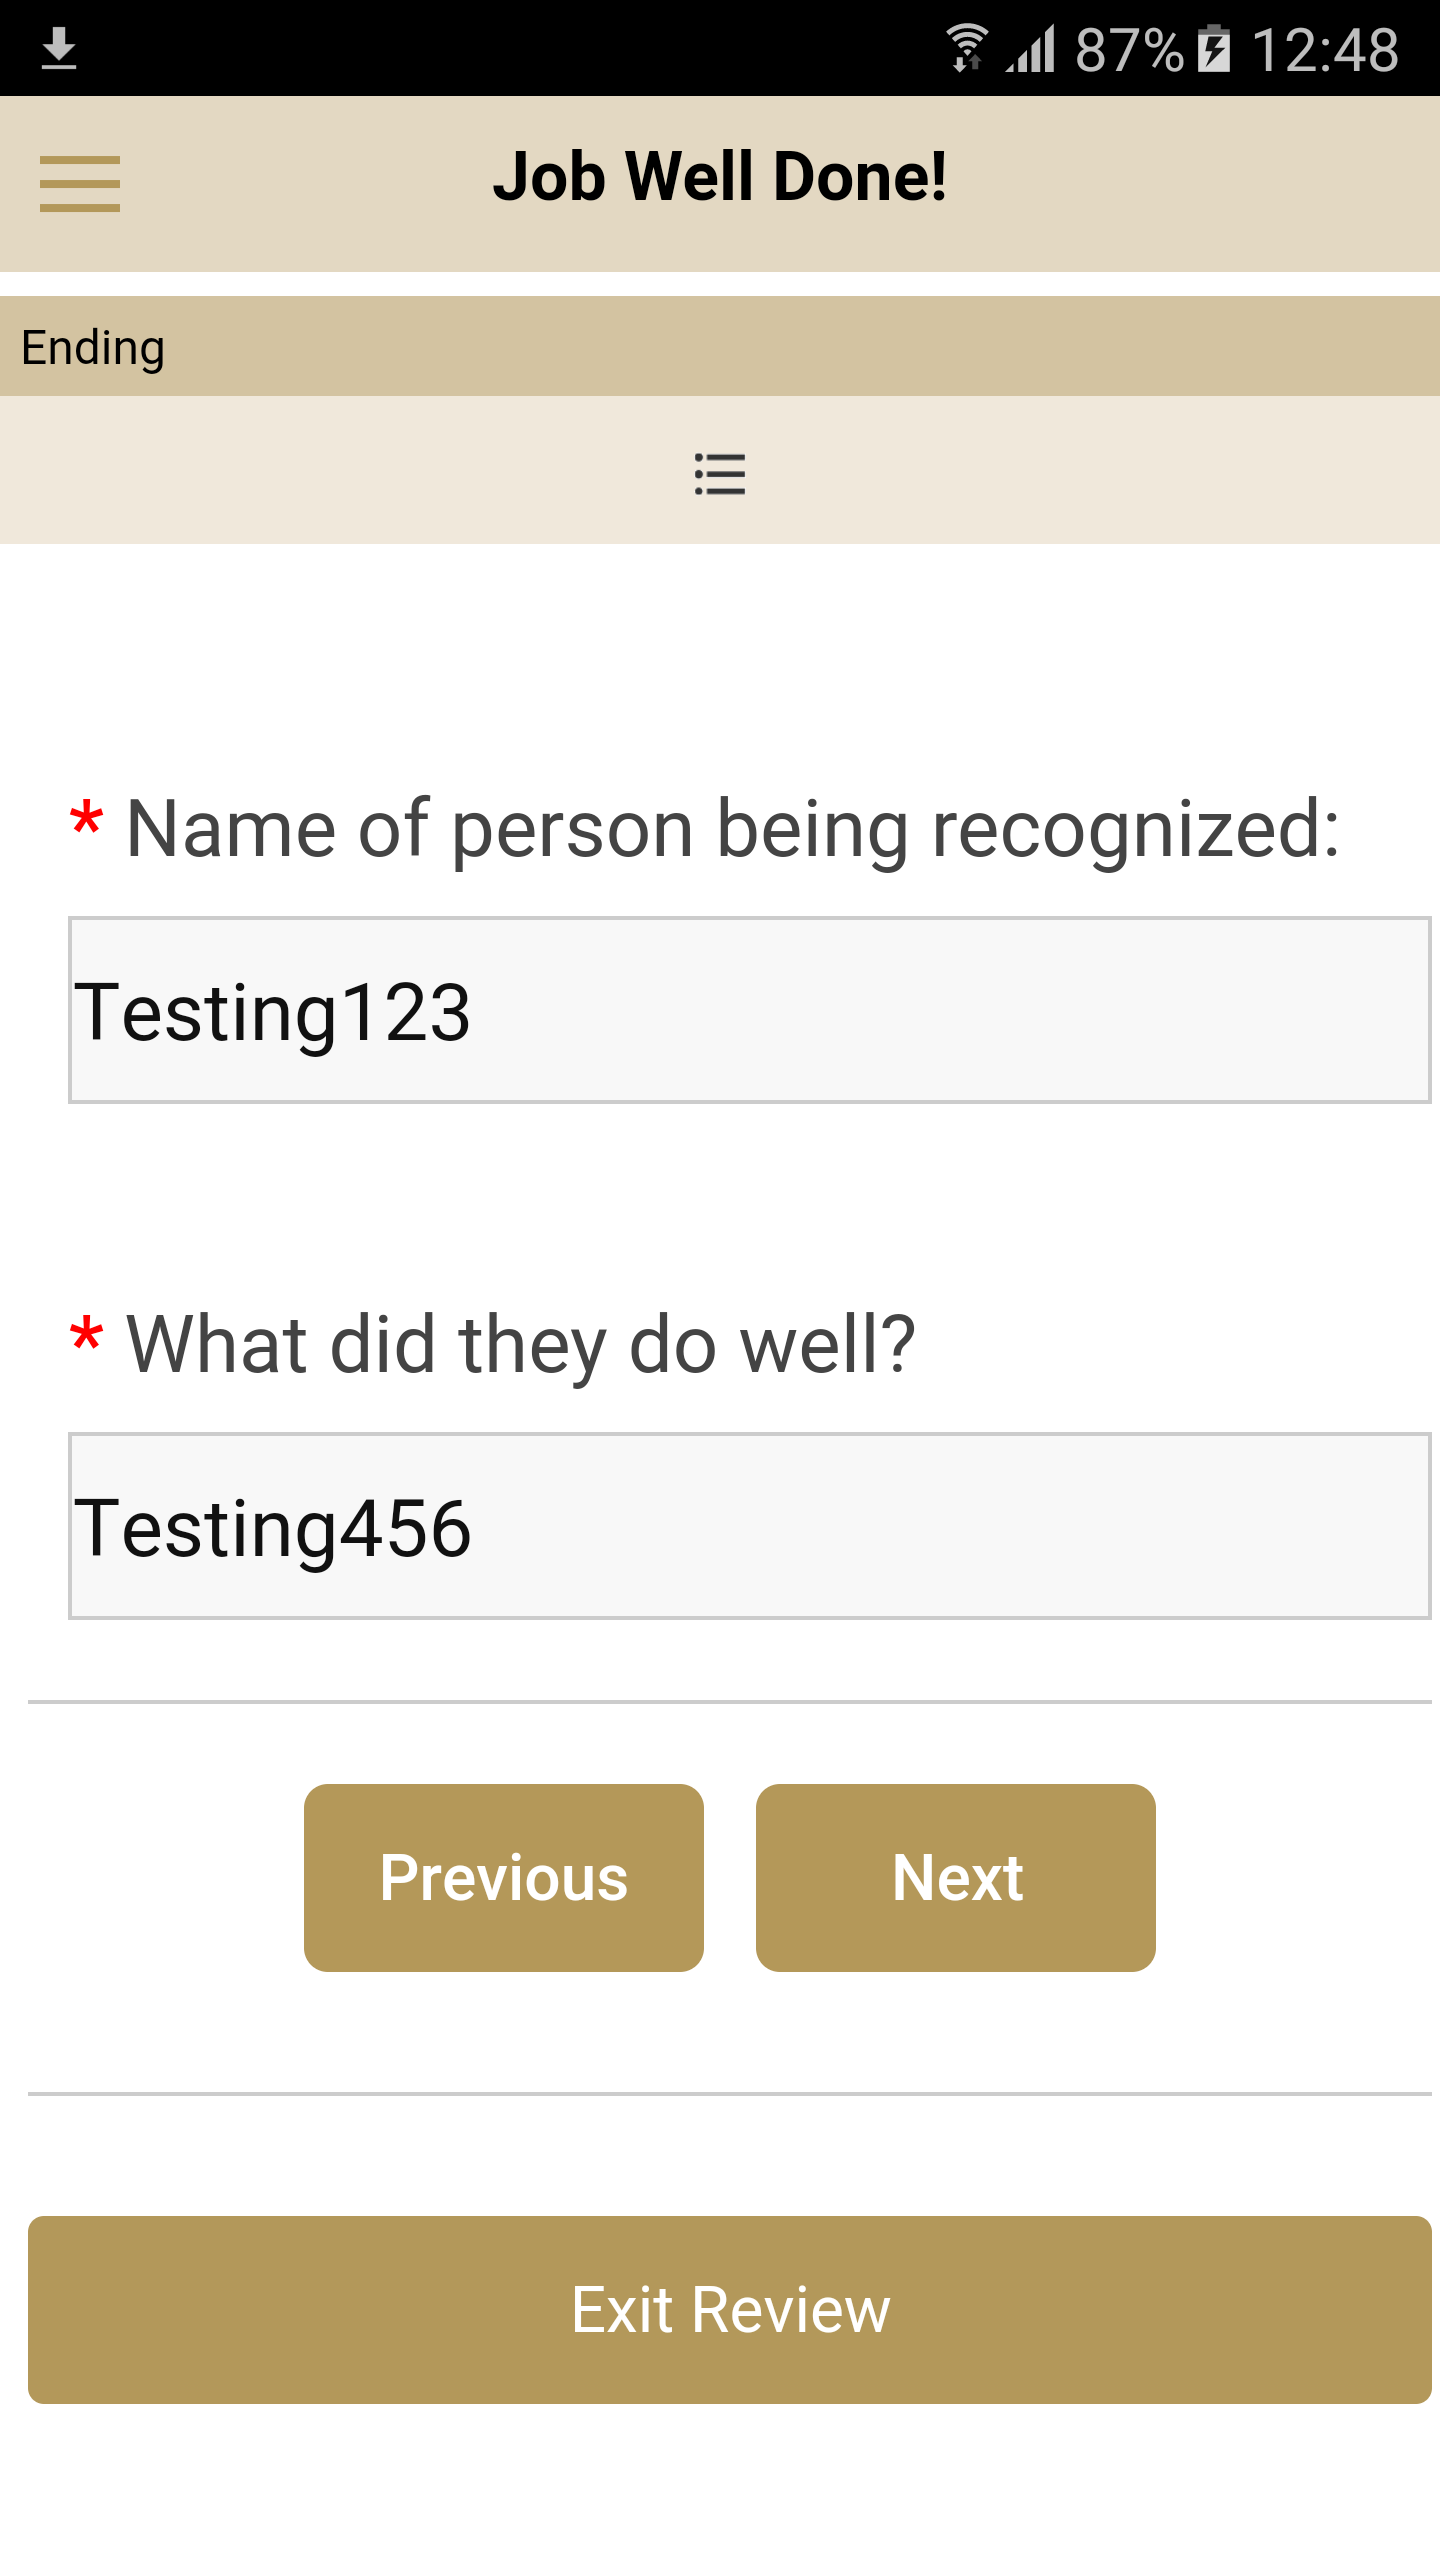 87% 12:48
Job Well Done!
Ending
* Name of person being recognized:
Testing123
* What did they do well?
Testing456
Previous Next
Exit Review